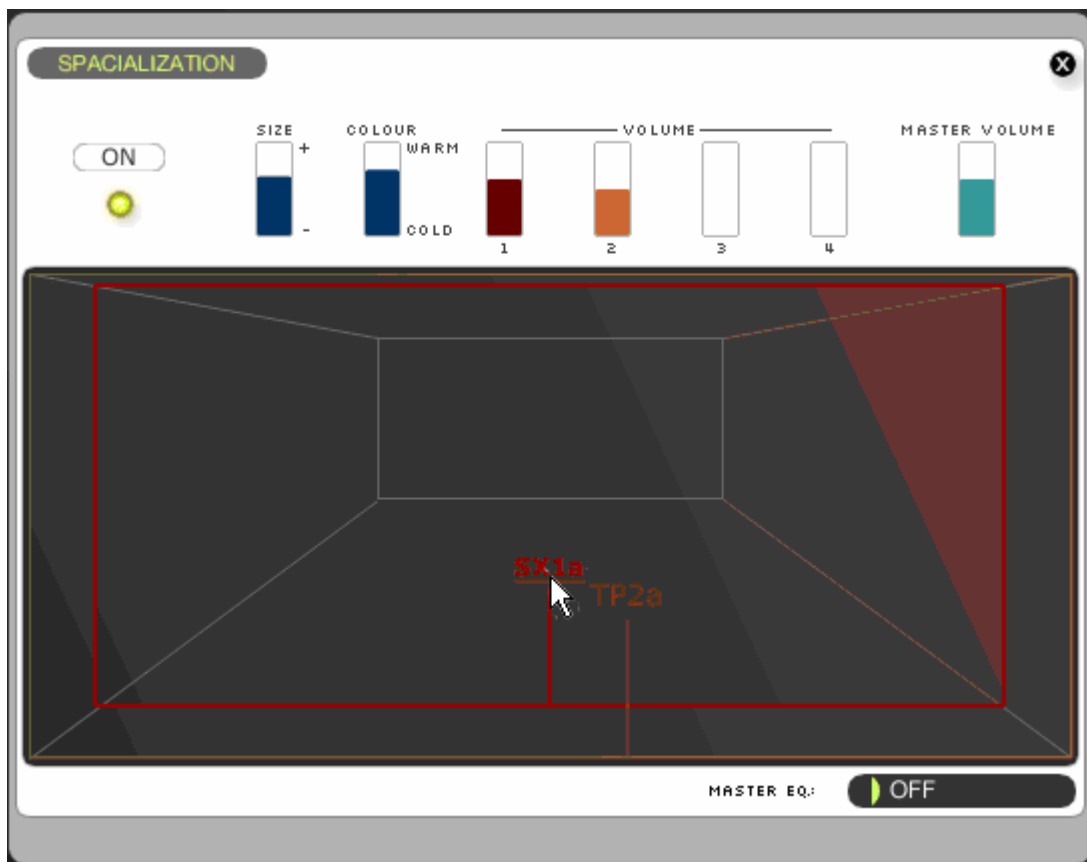 SPACIALIZATION
X
ON
SIZE
+
-
COLOUR
WARM
COLD
VOLUME
1 2 3 4
MASTER VOLUME
SX1a
TP2a
MASTER EQ.: OFF